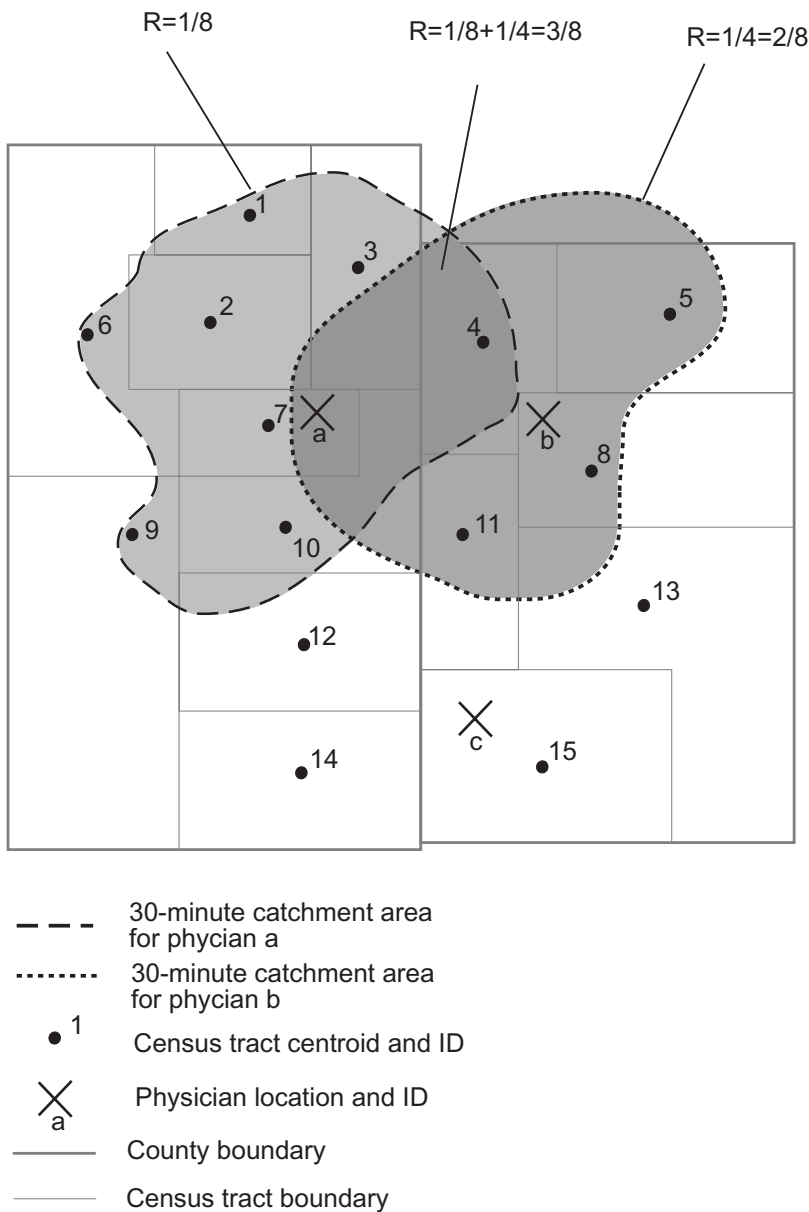 R=1/8
R=1/8+1/4=3/8
R=1/4=2/8
1
3
2
6
5
4
7
a
b
8
9
10
11
13
12
c
14
15
30-minute catchment area
for phycian a
30-minute catchment area
for phycian b
1
Census tract centroid and ID
Physician location and ID
a
County boundary
Census tract boundary